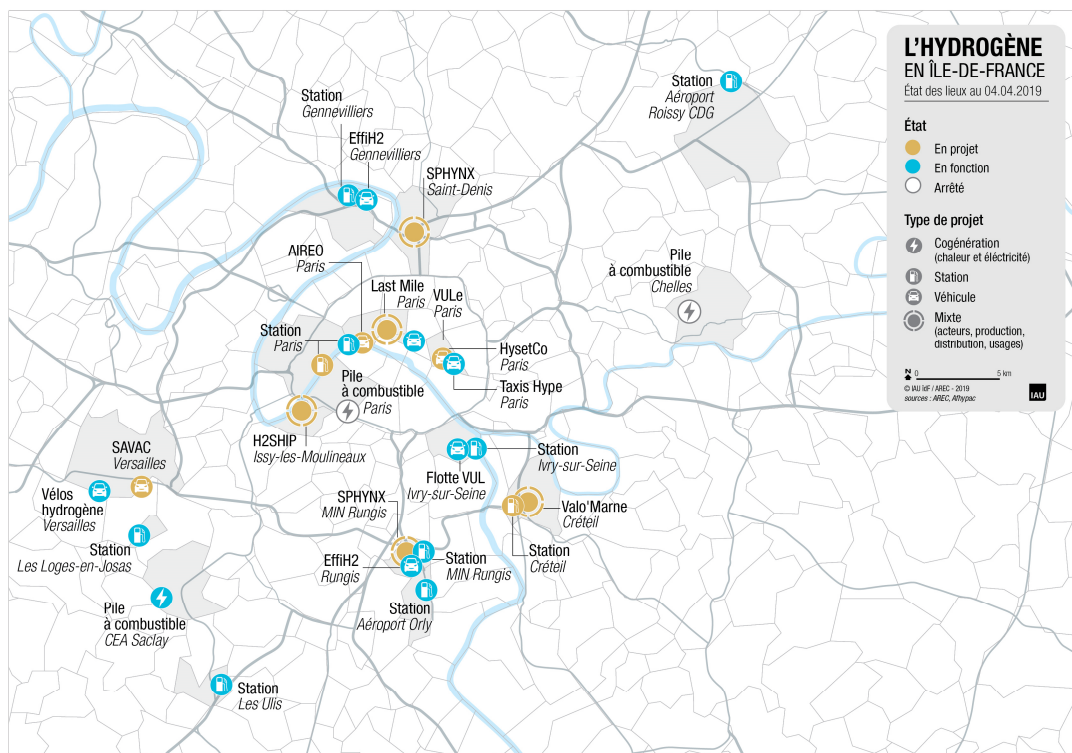 L'HYDROGÈNE
EN ÎLE-DE-FRANCE
État des lieux au 04.04.2019
État
En projet
En fonction
Arrêté
Type de projet
Cogénération
(chaleur et éléctricité)
Station
Véhicule
Mixte
(acteurs, production,
distribution, usages)
N
0
5 km
© IAU îdF / AREC - 2019
sources : AREC, Afhypac
IAU
Station
Aéroport
Roissy CDG
Station
Gennevilliers
EffiH2
Gennevilliers
SPHYNX
Saint-Denis
AIREO
Paris
Last Mile
Paris
VULe
Paris
Pile
à combustible
Chelles
Station
Paris
HysetCo
Paris
Taxis Hype
Paris
Pile
à combustible
Paris
H2SHIP
Issy-les-Moulineaux
SAVAC
Versailles
Vélos
hydrogène
Versailles
Station
Ivry-sur-Seine
Flotte VUL
Ivry-sur-Seine
SPHYNX
MIN Rungis
Valo'Marne
Créteil
Station
Les Loges-en-Josas
EffiH2
Rungis
Station
MIN Rungis
Station
Créteil
Pile
à combustible
CEA Saclay
Station
Aéroport Orly
Station
Les Ulis